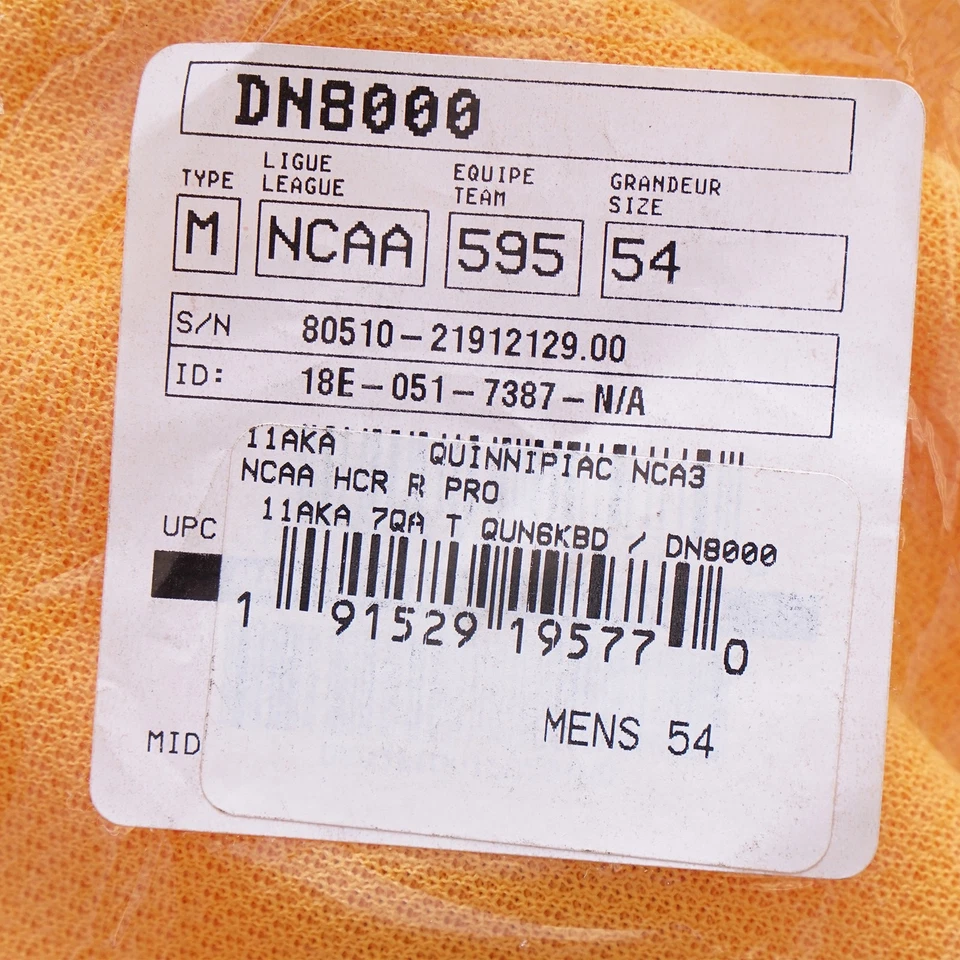 DN8000
TYPE LIGUE LEAGUE EQUIPE TEAM GRANDEUR SIZE
M NCAA 595 54
S/N 80510-21912129.00
ID: 18E-051-7387-N/A
11AKA QUINNIPIAC NCA3
NCAA HCR R PRO
11AKA 7QA T QUN6KBD / DN8000
UPC
1 91529 19577 0
MENS 54
MID